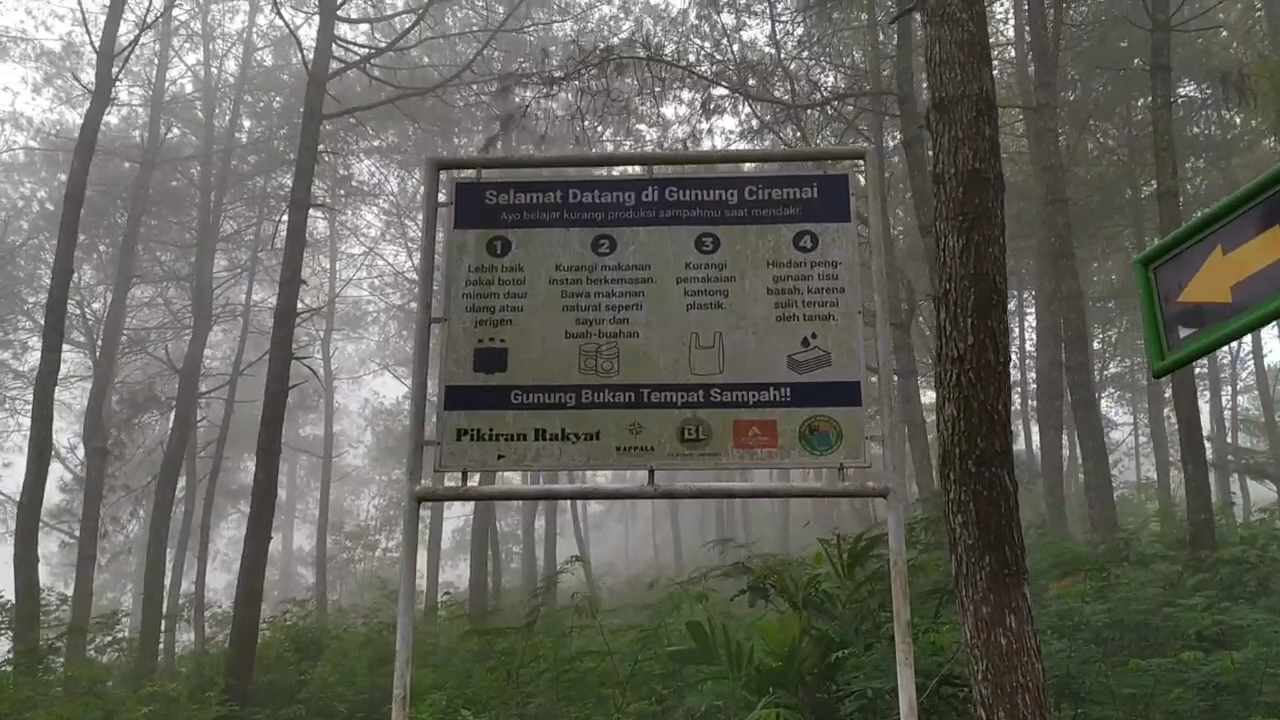 Selamat Datang di Gunung Ciremai
Ayo belajar kurangi produksi sampahmu saat mendaki:
1
Lebih baik
pakai botol
minum daur
ulang atau
jerigen
2
Kurangi makanan
instan berkemasan.
Bawa makanan
natural seperti
sayur dan
buah-buahan
3
Kurangi
pemakaian
kantong
plastik.
4
Hindari peng-
gunaan tisu
basah, karena
sulit terurai
oleh tanah.
Gunung Bukan Tempat Sampah!!
Pikiran Rakyat
MAPPALA
BL